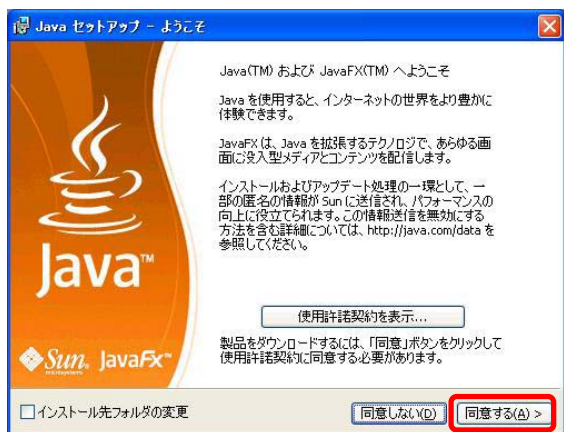 Java セットアップ - ようこそ
Java(TM) および JavaFX(TM) へようこそ
Java を使用すると、インターネットの世界をより豊かに
体験できます。
JavaFX は、Java を拡張するテクノロジで、あらゆる画
面に没入型メディアとコンテンツを配信します。
インストールおよびアップデート処理の一環として、一
部の匿名の情報が Sun に送信され、パフォーマンスの
向上に役立てられます。この情報送信を無効にする
方法を含む詳細については、http://java.com/data を
参照してください。
Java™
使用許諾契約を表示...
製品をダウンロードするには、「同意」ボタンをクリックして
使用許諾契約に同意する必要があります。
Sun. JavaFX™
microsystems
インストール先フォルダの変更
同意しない(D)
同意する(A) >